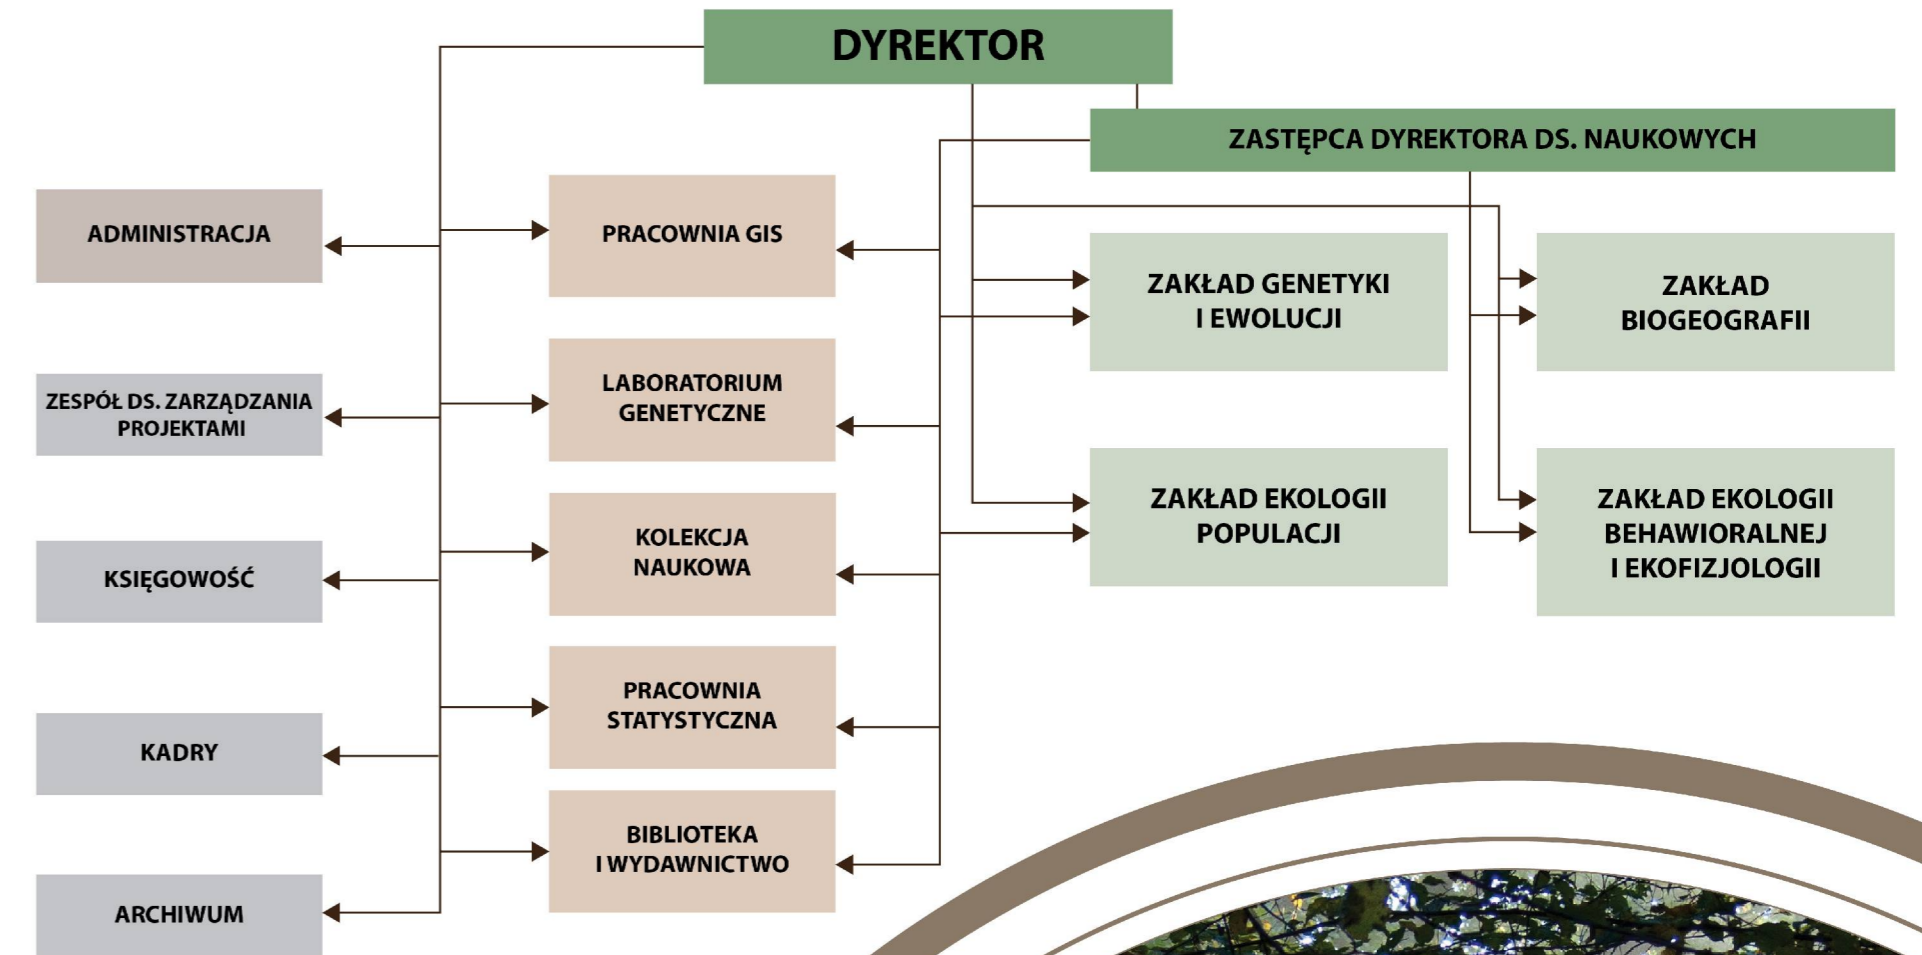 DYREKTOR
ZASTĘPCA DYREKTORA DS. NAUKOWYCH
ADMINISTRACJA
ZESPÓŁ DS. ZARZĄDZANIA
PROJEKTAMI
KSIĘGOWOŚĆ
KADRY
ARCHIWUM
PRACOWNIA GIS
LABORATORIUM
GENETYCZNE
KOLEKCJA
NAUKOWA
PRACOWNIA
STATYSTYCZNA
BIBLIOTEKA
I WYDAWNICTWO
ZAKŁAD GENETYKI
I EWOLUCJI
ZAKŁAD
BIOGEOGRAFII
ZAKŁAD EKOLOGII
POPULACJI
ZAKŁAD EKOLOGII
BEHAWIORALNEJ
I EKOFIZJOLOGII